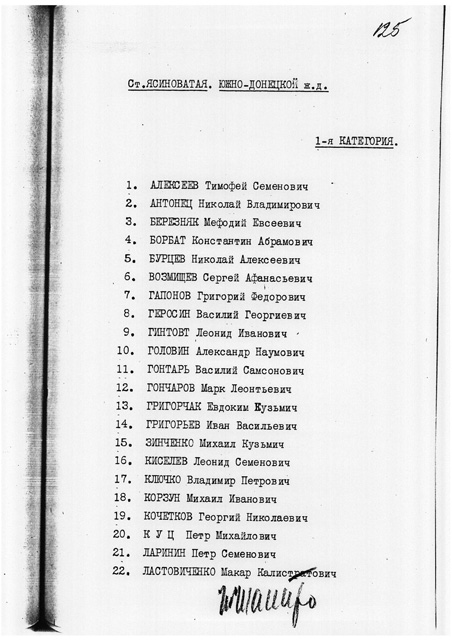 125
Ст.ЯСИНОВАТАЯ. ЮЖНО-ДОНЕЦКОЙ ж.д.
1-я КАТЕГОРИЯ.
1. АЛЕКСЕЕВ Тимофей Семенович
2. АНТОНЕЦ Николай Владимирович
3. БЕРЕЗНЯК Мефодий Евсеевич
4. БОРБАТ Константин Абрамович
5. БУРЦЕВ Николай Алексеевич
6. ВОЗМИЩЕВ Сергей Афанасьевич
7. ГАПОНОВ Григорий Федорович
8. ГЕРОСИН Василий Георгиевич
9. ГИНТОВТ Леонид Иванович
10. ГОЛОВИН Александр Наумович
11. ГОНТАРЬ Василий Самсонович
12. ГОНЧАРОВ Марк Леонтьевич
13. ГРИГОРЧАК Евдоким Кузьмич
14. ГРИГОРЬЕВ Иван Васильевич
15. ЗИНЧЕНКО Михаил Кузьмич
16. КИСЕЛЕВ Леонид Семенович
17. КЛЮЧКО Владимир Петрович
18. КОРЗУН Михаил Иванович
19. КОЧЕТКОВ Георгий Николаевич
20. К У Ц Петр Михайлович
21. ЛАРИНИН Петр Семенович
22. ЛАСТОВИЧЕНКО Макар Калистратович